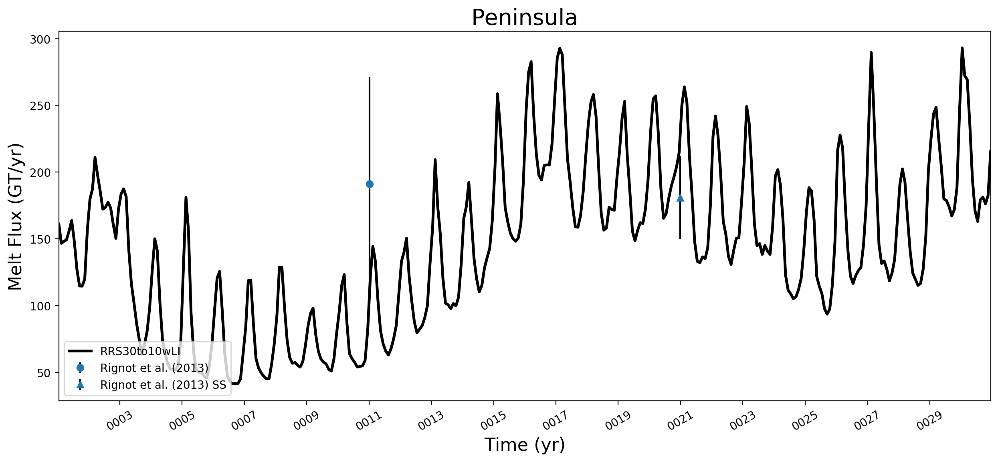 Peninsula
Melt Flux (GT/yr)
300
250
200
150
100
50
RRS30to10wLI
Rignot et al. (2013)
Rignot et al. (2013) SS
0003 0005 0007 0009 0011 0013 0015 0017 0019 0021 0023 0025 0027 0029
Time (yr)